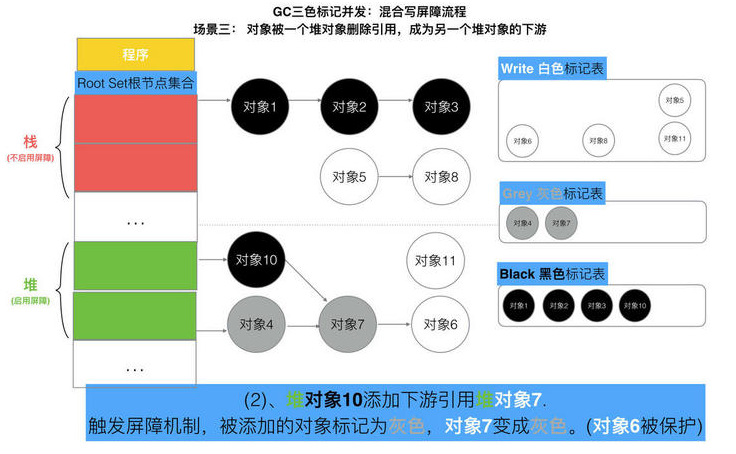 GC三色标记并发：混合写屏障流程
场景三： 对象被一个堆对象删除引用，成为另一个堆对象的下游
程序
Root Set根节点集合
栈
(不启用屏障)
...
堆
(启用屏障)
...
对象1
对象2
对象3
对象5
对象8
对象10
对象11
对象4
对象7
对象6
Write 白色标记表
对象5
对象6
对象8
对象11
Grey 灰色标记表
对象4
对象7
Black 黑色标记表
对象1
对象2
对象3
对象10
(2)、堆对象10添加下游引用堆对象7.
触发屏障机制，被添加的对象标记为灰色，对象7变成灰色。(对象6被保护)